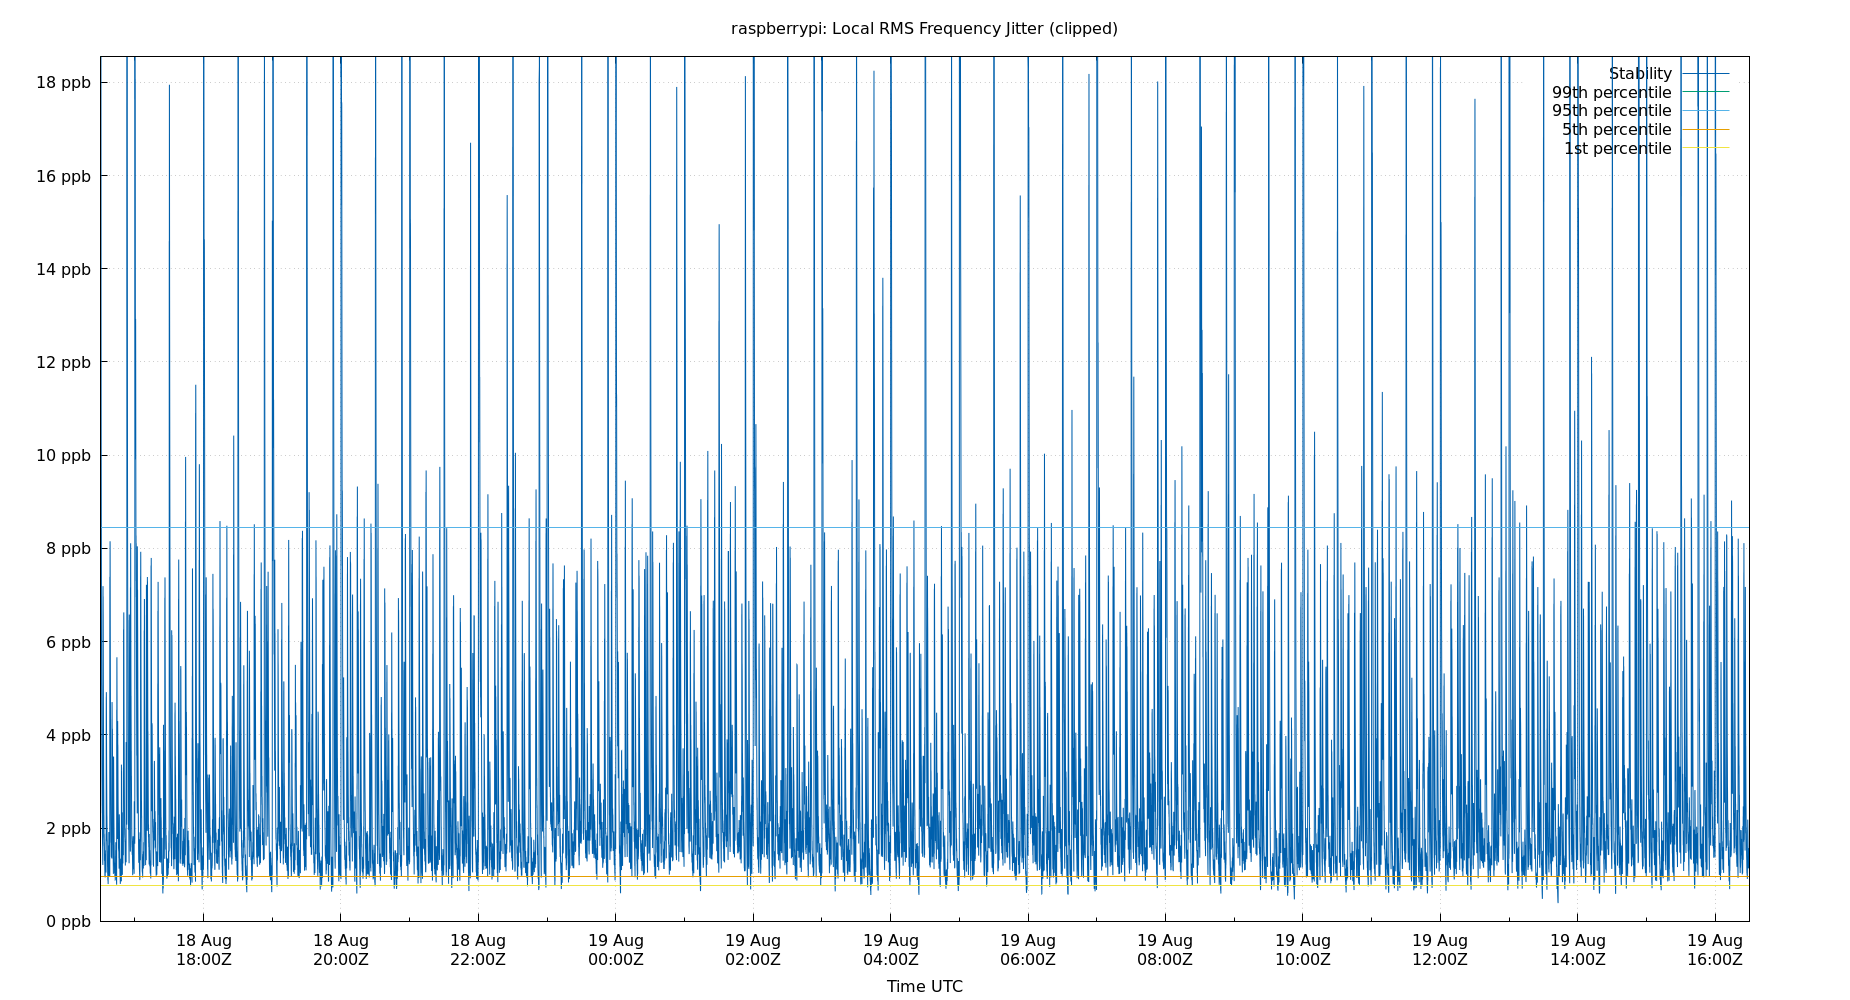 raspberrypi: Local RMS Frequency Jitter (clipped)
18 ppb
16 ppb
14 ppb
12 ppb
10 ppb
8 ppb
6 ppb
4 ppb
2 ppb
0 ppb
Stability
99th percentile
95th percentile
5th percentile
1st percentile
18 Aug
18:00Z
18 Aug
20:00Z
18 Aug
22:00Z
19 Aug
00:00Z
19 Aug
02:00Z
19 Aug
04:00Z
19 Aug
06:00Z
19 Aug
08:00Z
19 Aug
10:00Z
19 Aug
12:00Z
19 Aug
14:00Z
19 Aug
16:00Z
Time UTC